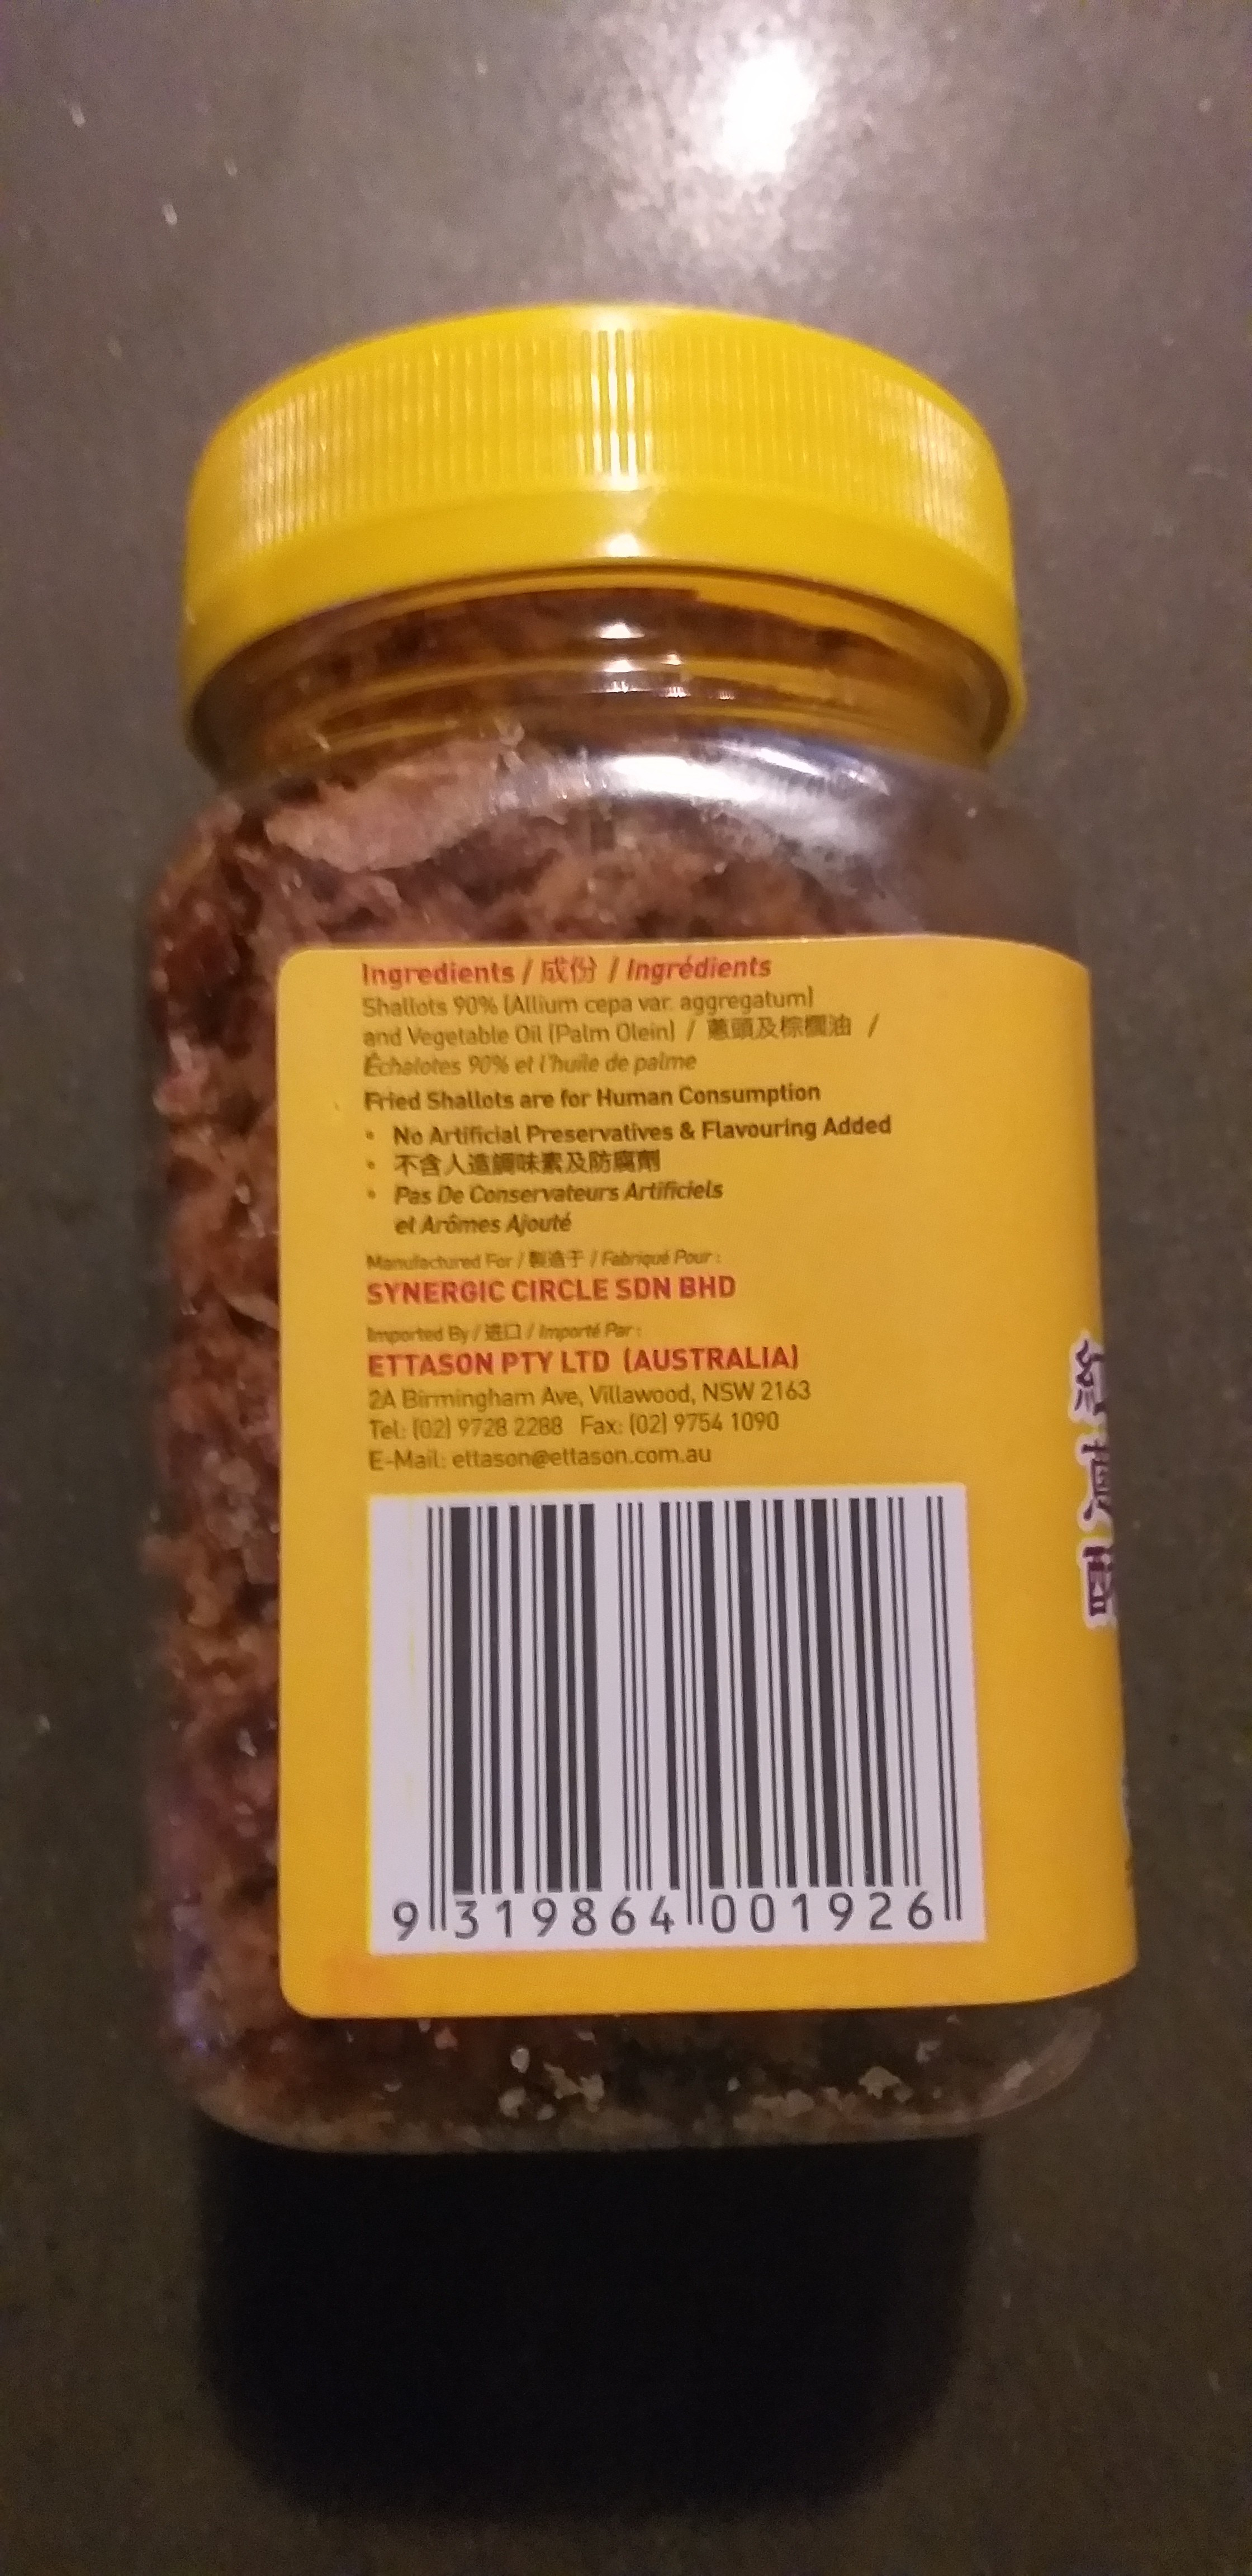 Ingredients / 成份 / Ingrédients
Shallots 90% (Allium cepa var. aggregatum)
and Vegetable Oil (Palm Olein) / 蔥頭及棕櫚油 /
Échalotes 90% et l'huile de palme
Fried Shallots are for Human Consumption
• No Artificial Preservatives & Flavouring Added
• 不含人造調味素及防腐劑
• Pas De Conservateurs Artificiels
et Arômes Ajouté
Manufactured For / 製造于 / Fabriqué Pour :
SYNERGIC CIRCLE SDN BHD
Imported By / 进口 / Importé Par :
ETTASON PTY LTD (AUSTRALIA)
2A Birmingham Ave, Villawood, NSW 2163
Tel: (02) 9728 2288 Fax: (02) 9754 1090
E-Mail: ettason@ettason.com.au
9 319864 001926